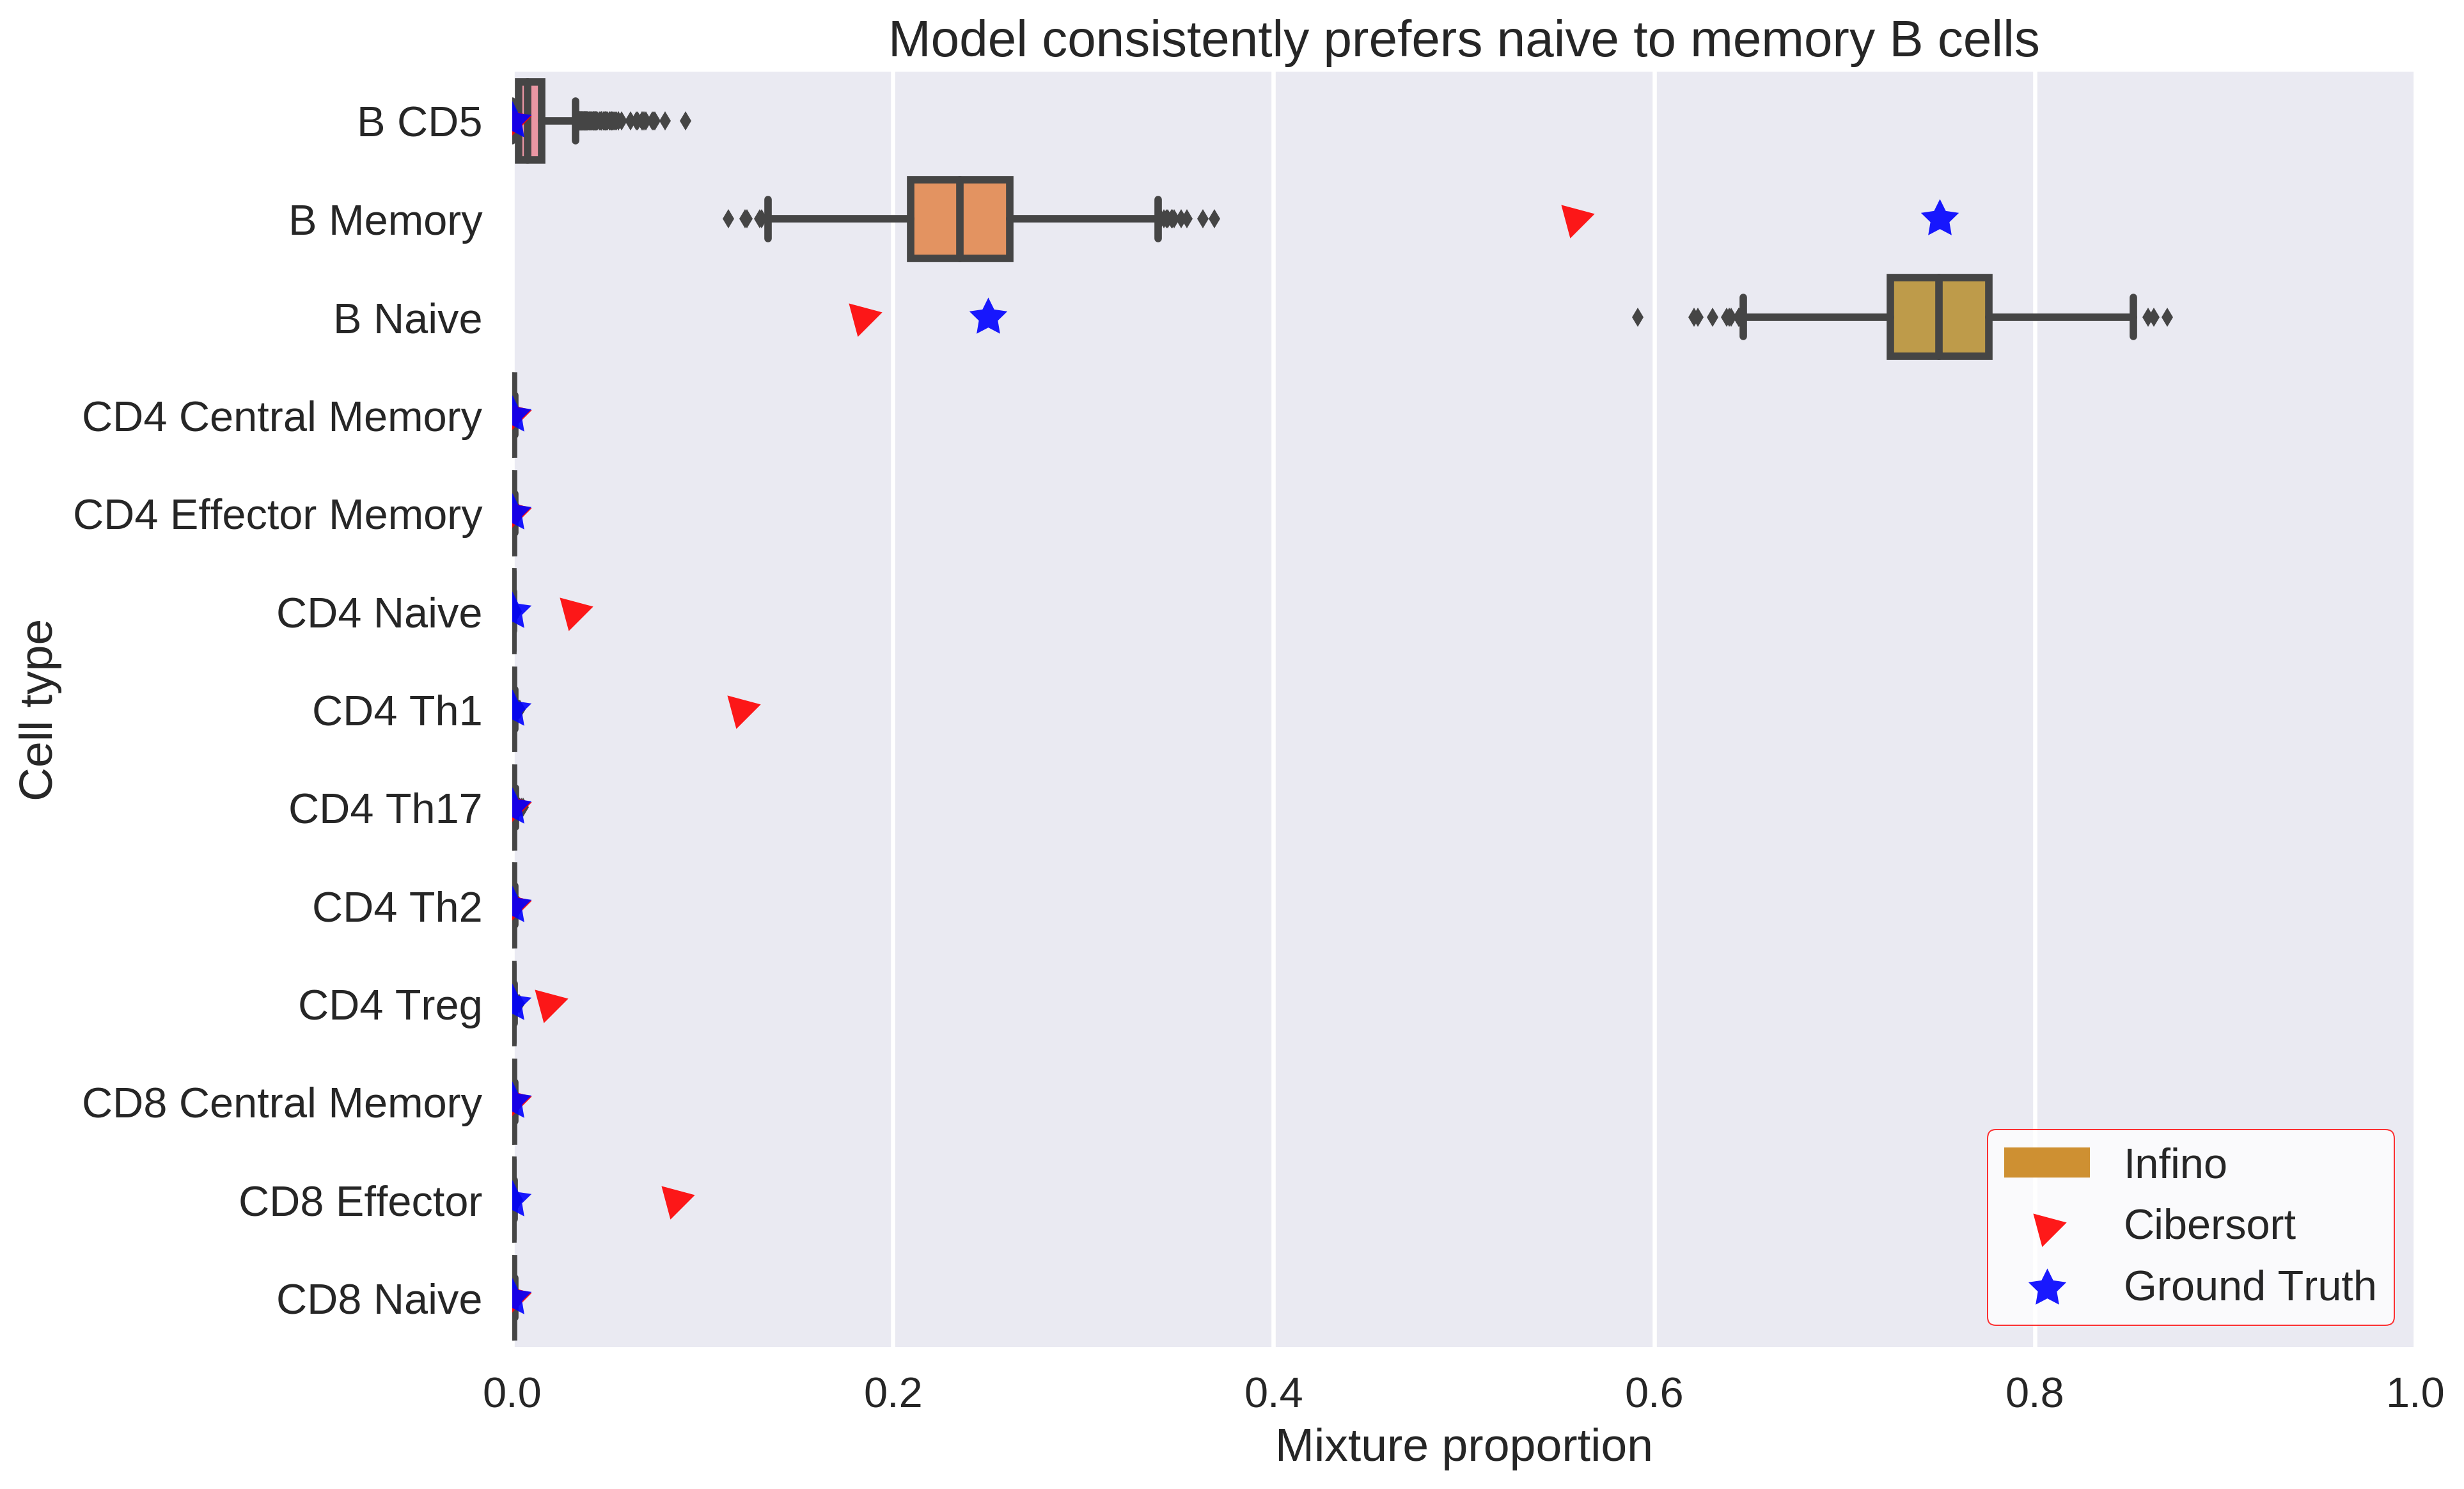 Model consistently prefers naive to memory B cells
B CD5
B Memory
B Naive
CD4 Central Memory
CD4 Effector Memory
CD4 Naive
CD4 Th1
CD4 Th17
CD4 Th2
CD4 Treg
CD8 Central Memory
CD8 Effector
CD8 Naive
Cell type
Infino
Cibersort
Ground Truth
0.0 0.2 0.4 0.6 0.8 1.0
Mixture proportion